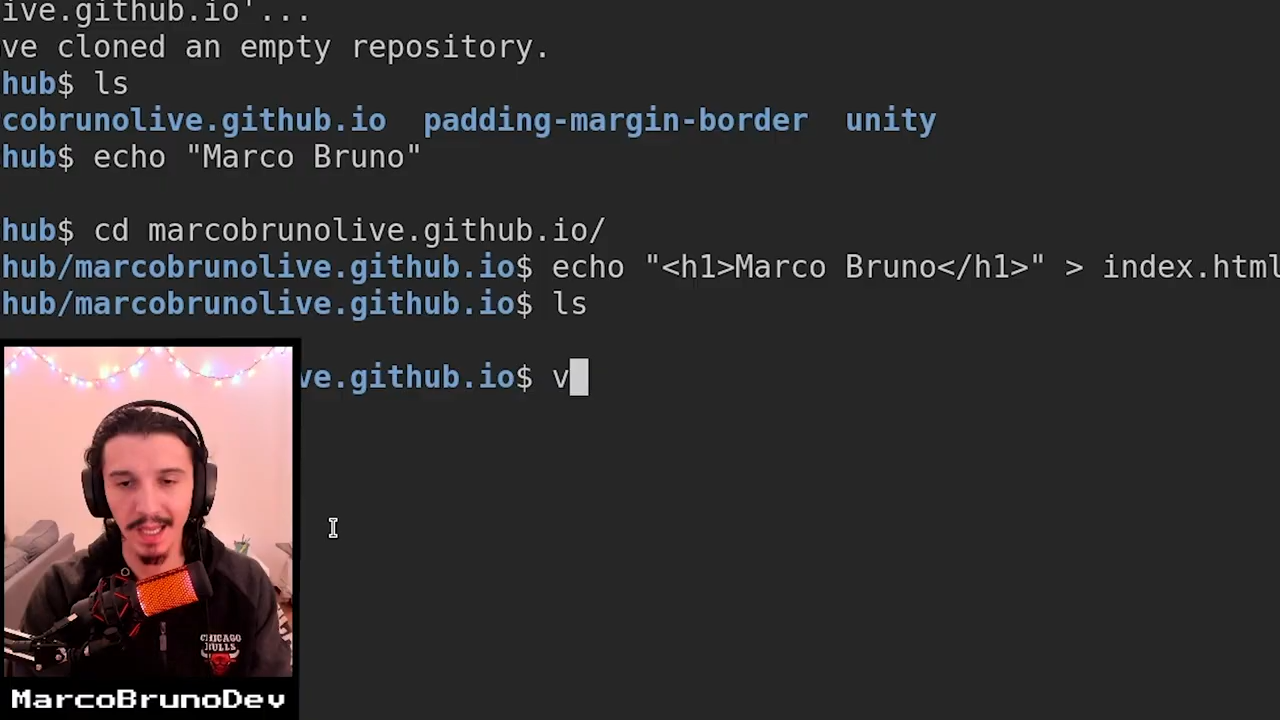 ive.github.io'...
ve cloned an empty repository.
hub$ ls
cobrunolive.github.io padding-margin-border unity
hub$ echo "Marco Bruno"
hub$ cd marcobrunolive.github.io/
hub/marcobrunolive.github.io$ echo "<h1>Marco Bruno</h1>" > index.html
hub/marcobrunolive.github.io$ ls
ve.github.io$ v
CHICAGO
BULLS
MarcoBrunoDev